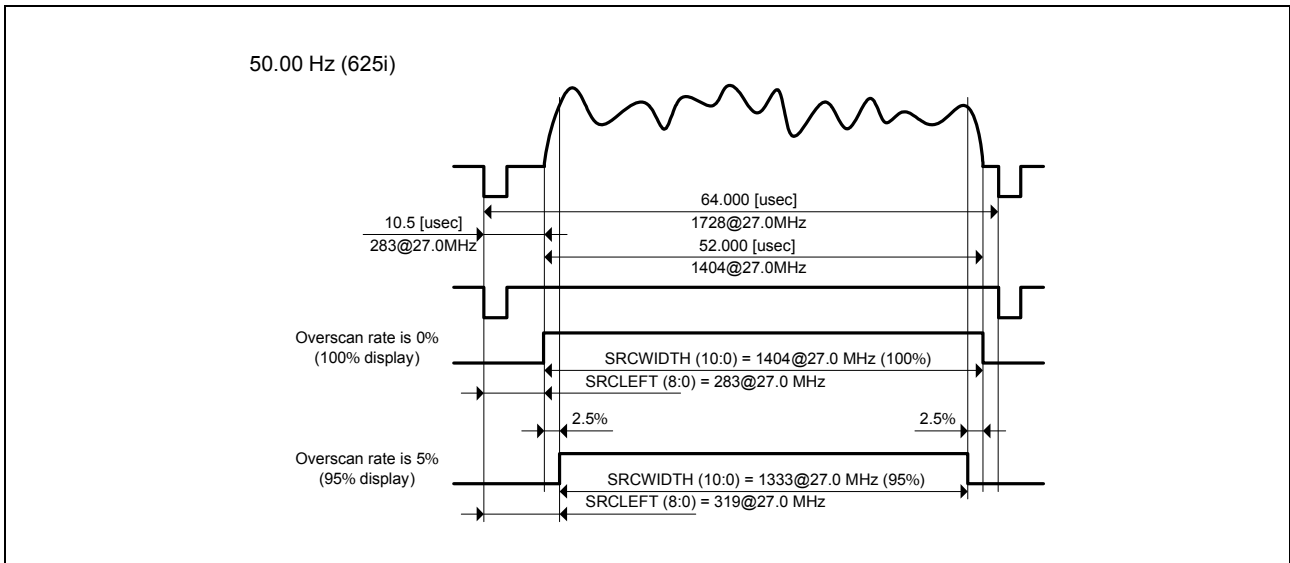 50.00 Hz (625i)
64.000 [usec]
1728@27.0MHz
10.5 [usec]
283@27.0MHz
52.000 [usec]
1404@27.0MHz
Overscan rate is 0%
(100% display)
SRCWIDTH (10:0) = 1404@27.0 MHz (100%)
SRCLEFT (8:0) = 283@27.0 MHz
2.5%
2.5%
Overscan rate is 5%
(95% display)
SRCWIDTH (10:0) = 1333@27.0 MHz (95%)
SRCLEFT (8:0) = 319@27.0 MHz